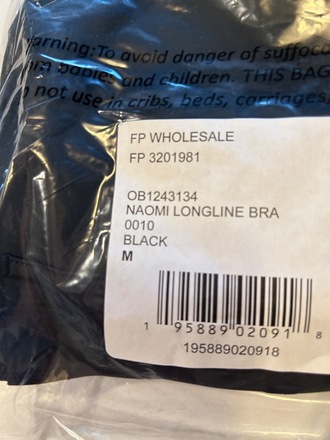 warning:To avoid danger of suffoca
om babies and children. THIS BAG
o not use in cribs, beds, carriages,
FP WHOLESALE
FP 3201981
OB1243134
NAOMI LONGLINE BRA
0010
BLACK
M
1 95889 02091 8
195889020918